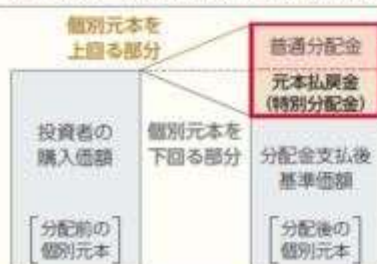 個別元本を
上回る部分
普通分配金
元本払戻金
(特別分配金)
投資者の
購入価額
個別元本を
下回る部分
分配金支払後
基準価額
分配前の
個別元本
分配後の
個別元本